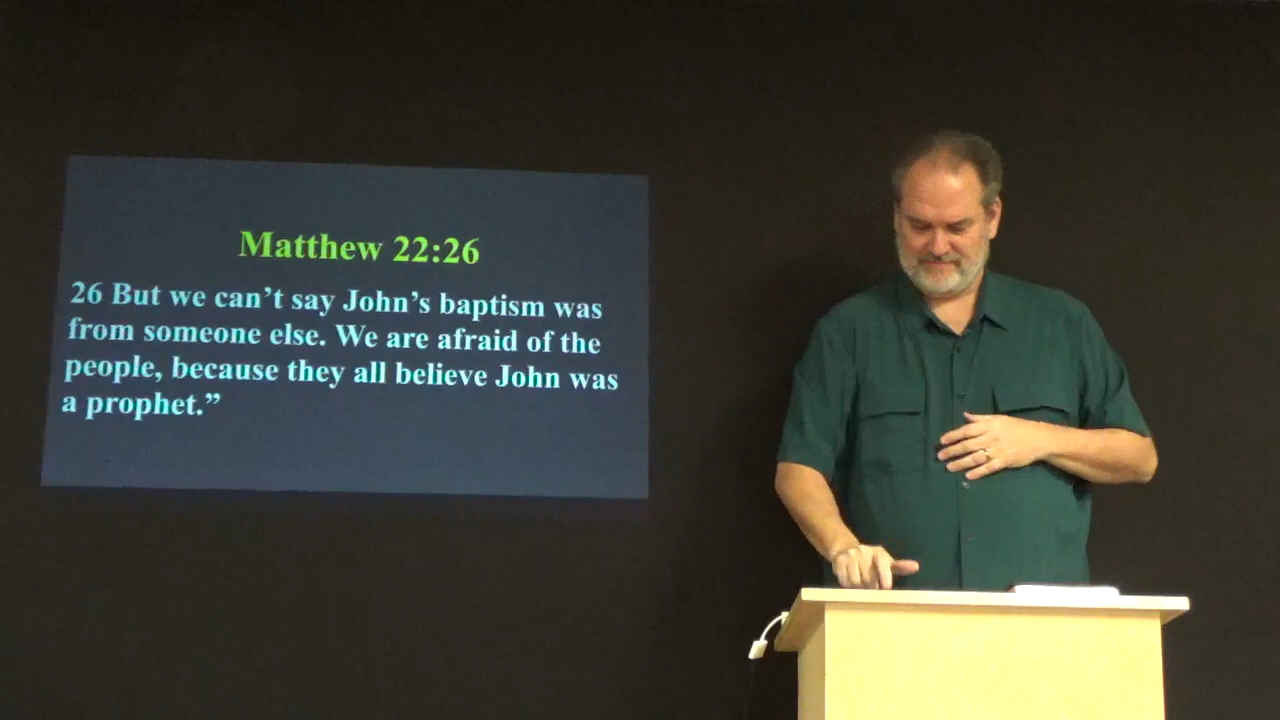 Matthew 22:26
26 But we can’t say John’s baptism was
from someone else. We are afraid of the
people, because they all believe John was
a prophet.”